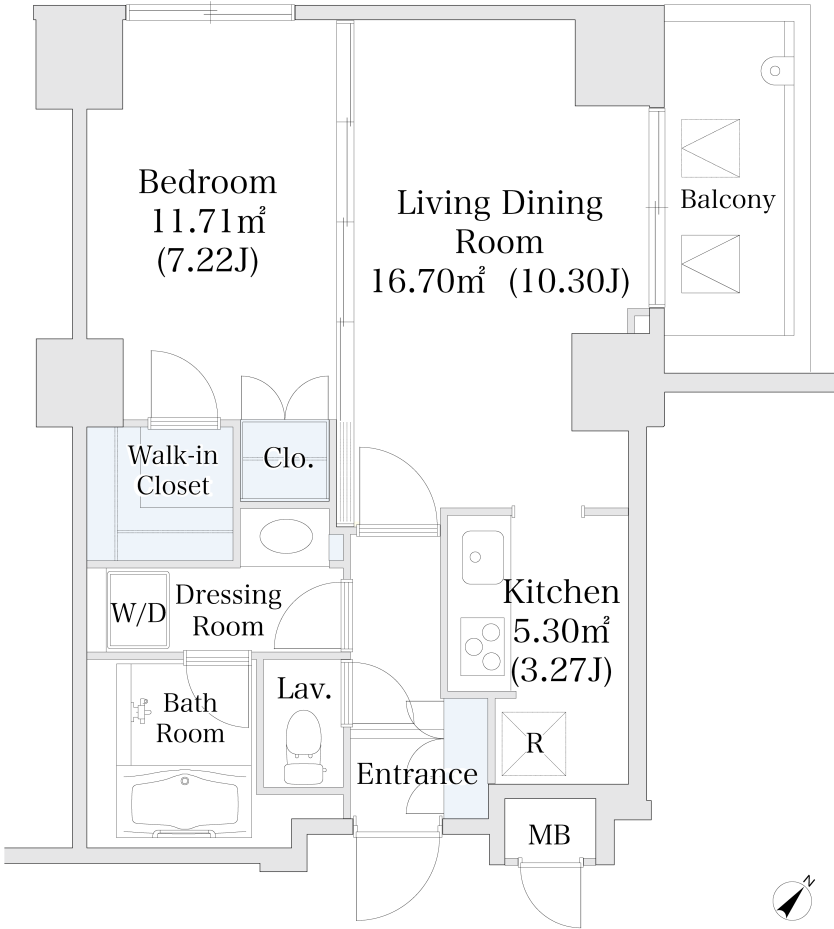 Bedroom
11.71㎡
(7.22J)
Living Dining
Room
16.70㎡ (10.30J)
Balcony
Walk-in
Closet
Clo.
W/D
Dressing
Room
Kitchen
5.30㎡
(3.27J)
Bath
Room
Lav.
R
Entrance
MB
N